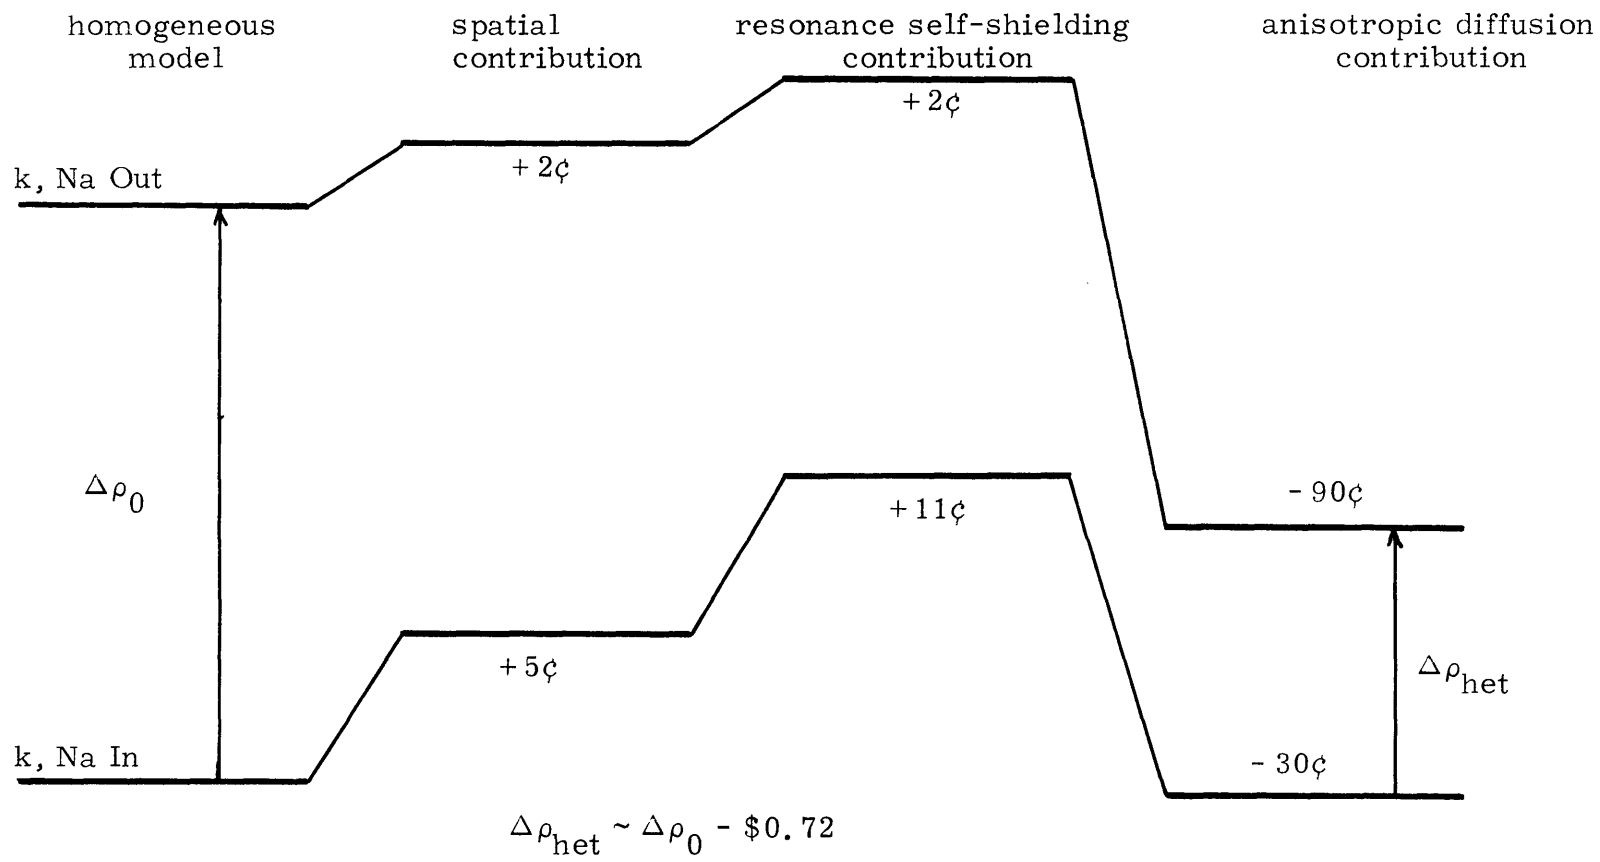 homogeneous
model
spatial
contribution
resonance self-shielding
contribution
anisotropic diffusion
contribution
+2¢
+2¢
k, Na Out
Δρ0
-90¢
+11¢
+5¢
Δρhet
k, Na In
-30¢
Δρhet ~ Δρ0 - $0.72